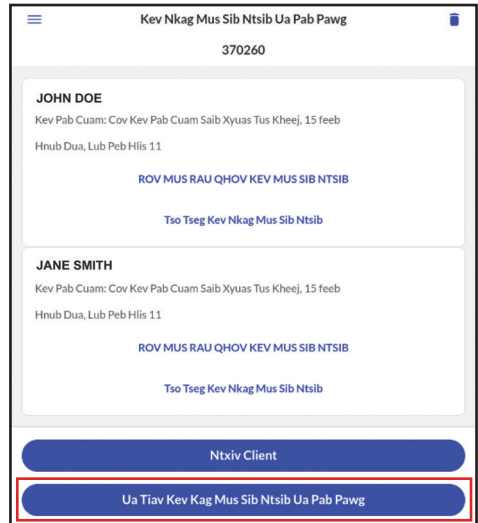 Kev Nkag Mus Sib Ntsib Ua Pab Pawg
370260
JOHN DOE
Kev Pab Cuam: Cov Kev Pab Cuam Saib Xyuas Tus Kheej, 15 feeb
Hnub Dua, Lub Peb Hlis 11
ROV MUS RAU QHOV KEV MUS SIB NTSIB
Tso Tseg Kev Nkag Mus Sib Ntsib
JANE SMITH
Kev Pab Cuam: Cov Kev Pab Cuam Saib Xyuas Tus Kheej, 15 feeb
Hnub Dua, Lub Peb Hlis 11
ROV MUS RAU QHOV KEV MUS SIB NTSIB
Tso Tseg Kev Nkag Mus Sib Ntsib
Ntxiv Client
Ua Tiav Kev Kag Mus Sib Ntsib Ua Pab Pawg